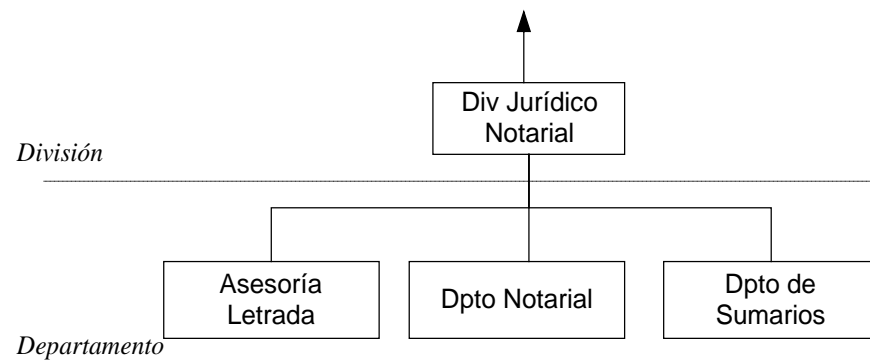 Div Jurídico
Notarial
División
Asesoría
Letrada
Dpto Notarial
Dpto de
Sumarios
Departamento